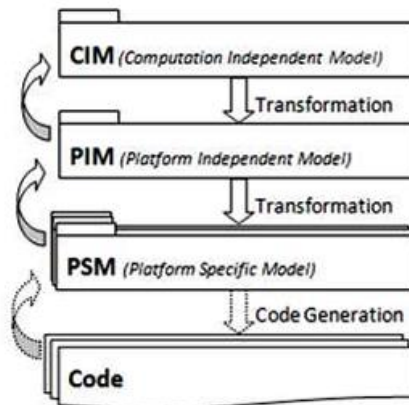 CIM (Computation Independent Model)
Transformation
PIM (Platform Independent Model)
Transformation
PSM (Platform Specific Model)
Code Generation
Code